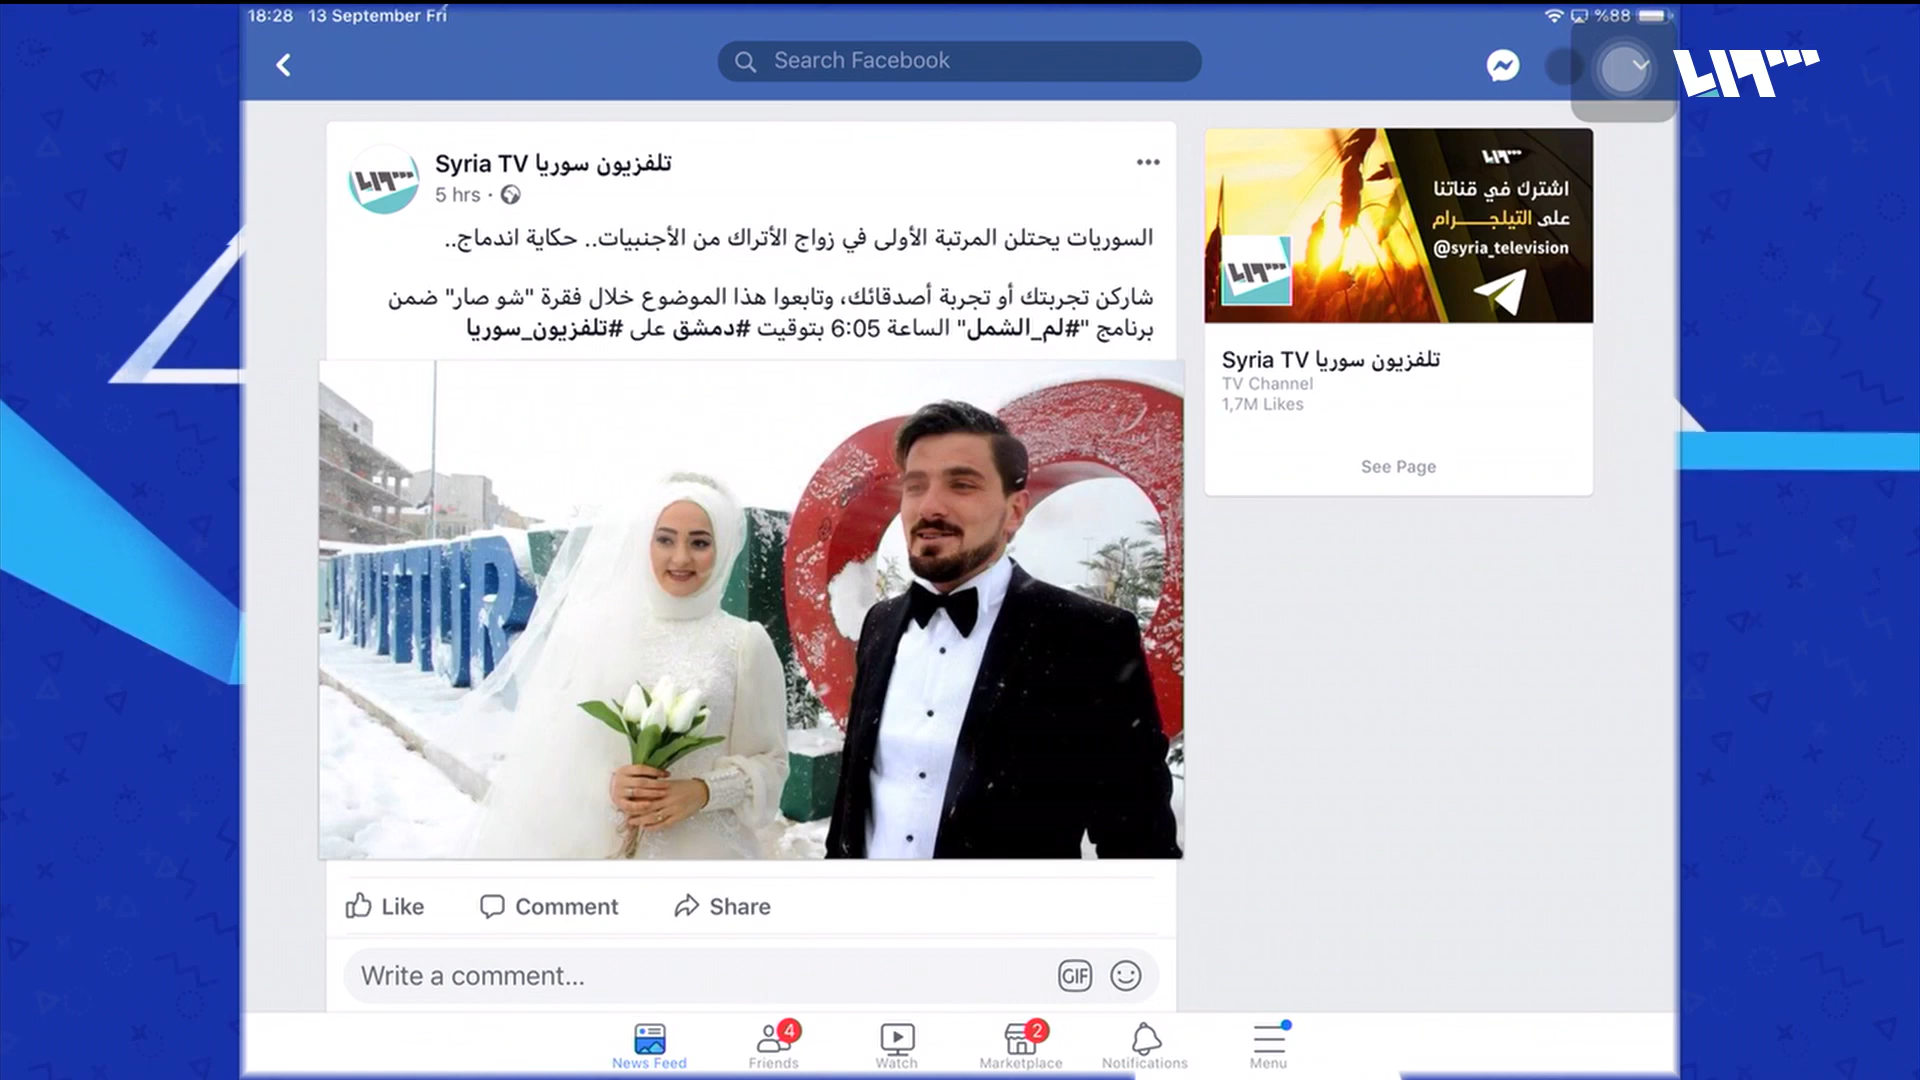 18:28 13 September Fri
%88
Search Facebook
Syria TV تلفزيون سوريا
5 hrs ·
السوريات يحتلن المرتبة الأولى في زواج الأتراك من الأجنبيات.. حكاية اندماج..
شاركن تجربتك أو تجربة أصدقائك، وتابعوا هذا الموضوع خلال فقرة "شو صار" ضمن
برنامج "#لم_الشمل" الساعة 6:05 بتوقيت #دمشق على #تلفزيون_سوريا
اشترك في قناتنا
على التيلجـــرام
@syria_television
Syria TV تلفزيون سوريا
TV Channel
1,7M Likes
See Page
Like
Comment
Share
Write a comment...
GIF
News Feed
4
Friends
Watch
2
Marketplace
Notifications
Menu